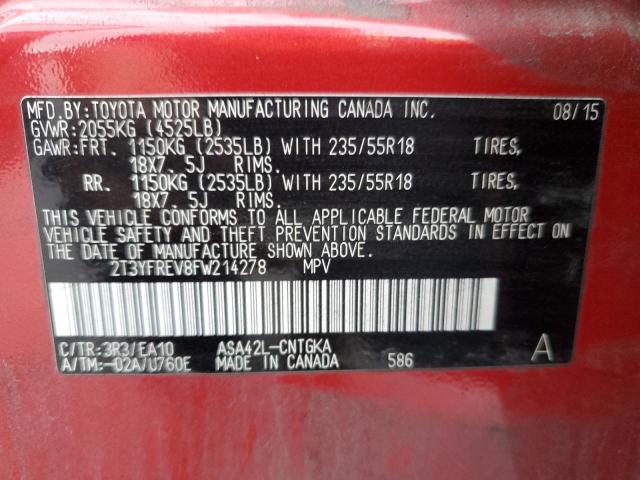 MFD.BY:TOYOTA MOTOR MANUFACTURING CANADA INC. 08/15
GVWR:2055KG (4525LB)
GAWR:FRT. 1150KG (2535LB) WITH 235/55R18 TIRES,
18X7.5J RIMS.
RR. 1150KG (2535LB) WITH 235/55R18 TIRES,
18X7.5J RIMS.
THIS VEHICLE CONFORMS TO ALL APPLICABLE FEDERAL MOTOR
VEHICLE SAFETY AND THEFT PREVENTION STANDARDS IN EFFECT ON
THE DATE OF MANUFACTURE SHOWN ABOVE.
2T3YFREV8FW214278 MPV
C/TR:3R3/EA10 ASA42L-CNTGKA
A/TM:-02A/U760E MADE IN CANADA 586 A